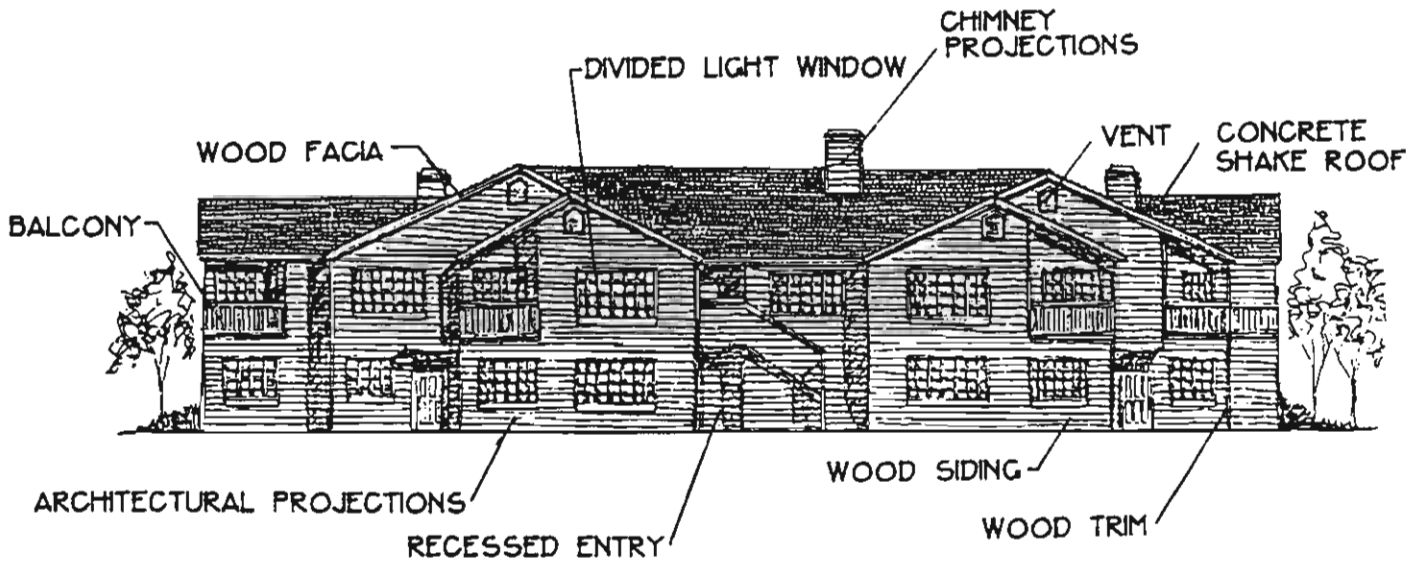 CHIMNEY
PROJECTIONS
DIVIDED LIGHT WINDOW
VENT
CONCRETE
SHAKE ROOF
WOOD FACIA
BALCONY
WOOD SIDING
ARCHITECTURAL PROJECTIONS
WOOD TRIM
RECESSED ENTRY